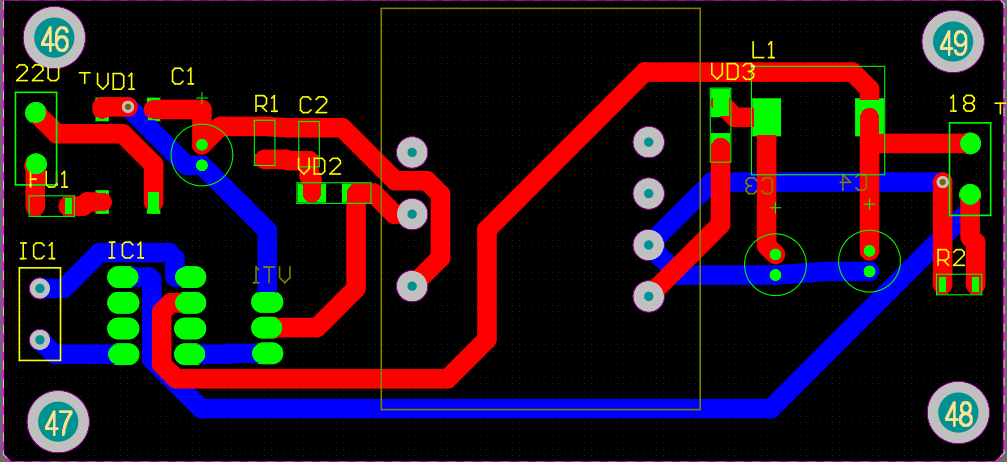 46
49
220
T
VD1
C1
L1
VD3
R1
C2
18
T
VD2
FU1
C3
C4
IC1
IC1
VT1
R2
47
48